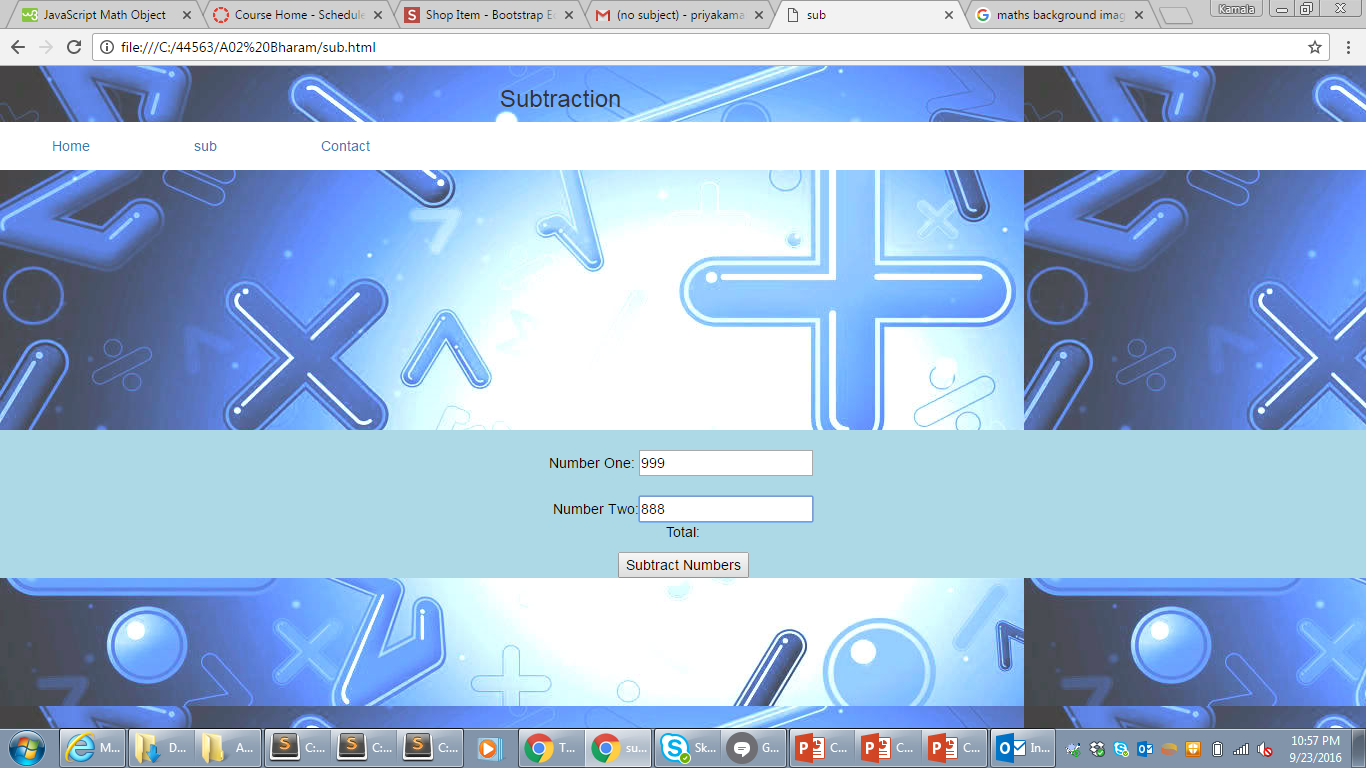 JavaScript Math Object
Course Home - Schedule
Shop Item - Bootstrap E
(no subject) - priyakama
sub
maths background imag
Kamala
file:///C:/44563/A02%20Bharam/sub.html
Subtraction
Home sub Contact
Number One: 999
Number Two: 888
Total:
Subtract Numbers
M... D... A... C:... C:... C:... T... su... Sk... G... C... C... C... In...
10:57 PM
9/23/2016